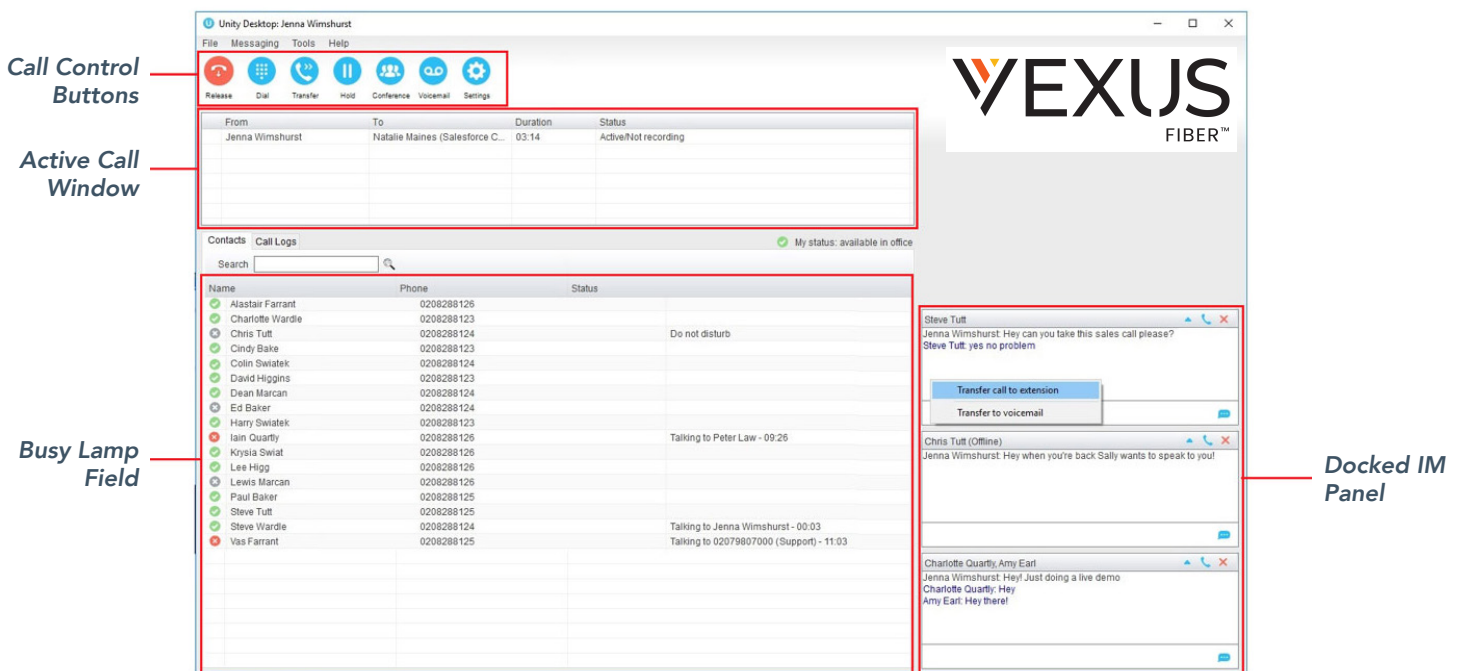 Unity Desktop: Jenna Wimshurst
File Messaging Tools Help
Call Control
Buttons
Release Dial Transfer Hold Conference Voicemail Settings
VEXUS
FIBER™
From To Duration Status
Jenna Wimshurst Natalie Maines (Salesforce C... 03:14 Active/Not recording
Active Call
Window
Contacts Call Logs My status: available in office
Search
Name Phone Status
Alastair Farrant 0208288126
Charlotte Wardle 0208288123
Chris Tutt 0208288124 Do not disturb
Cindy Bake 0208288123
Colin Swiatek 0208288124
David Higgins 0208288123
Dean Marcan 0208288124
Ed Baker 0208288124
Harry Swiatek 0208288123
Iain Quartly 0208288126 Talking to Peter Law - 09:26
Krysia Swiat 0208288126
Lee Higg 0208288126
Lewis Marcan 0208288126
Paul Baker 0208288125
Steve Tutt 0208288125
Steve Wardle 0208288124 Talking to Jenna Wimshurst - 00:03
Vas Farrant 0208288125 Talking to 02079807000 (Support) - 11:03
Busy Lamp
Field
Steve Tutt
Jenna Wimshurst: Hey can you take this sales call please?
Steve Tutt: yes no problem
Transfer call to extension
Transfer to voicemail
Chris Tutt (Offline)
Jenna Wimshurst: Hey when you're back Sally wants to speak to you!
Charlotte Quartly, Amy Earl
Jenna Wimshurst: Hey! Just doing a live demo
Charlotte Quartly: Hey
Amy Earl: Hey there!
Docked IM
Panel